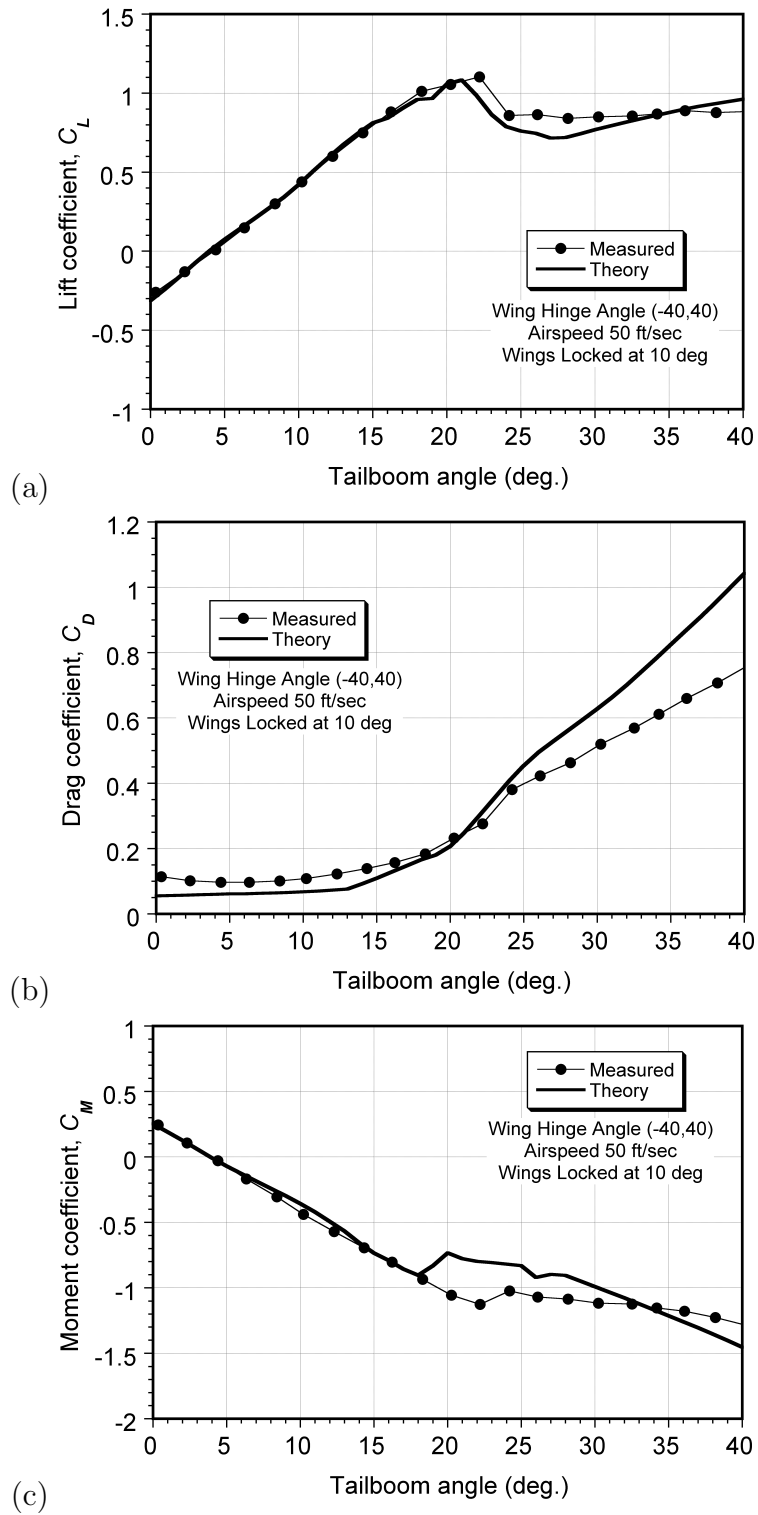 1.5
1
0.5
0
-0.5
-1
Lift coefficient, C_L
Measured
Theory
Wing Hinge Angle (-40,40)
Airspeed 50 ft/sec
Wings Locked at 10 deg
0 5 10 15 20 25 30 35 40
Tailboom angle (deg.)
(a)
1.2
1
0.8
0.6
0.4
0.2
0
Drag coefficient, C_D
Measured
Theory
Wing Hinge Angle (-40,40)
Airspeed 50 ft/sec
Wings Locked at 10 deg
0 5 10 15 20 25 30 35 40
Tailboom angle (deg.)
(b)
1
0.5
0
-0.5
-1
-1.5
-2
Moment coefficient, C_M
Measured
Theory
Wing Hinge Angle (-40,40)
Airspeed 50 ft/sec
Wings Locked at 10 deg
0 5 10 15 20 25 30 35 40
Tailboom angle (deg.)
(c)